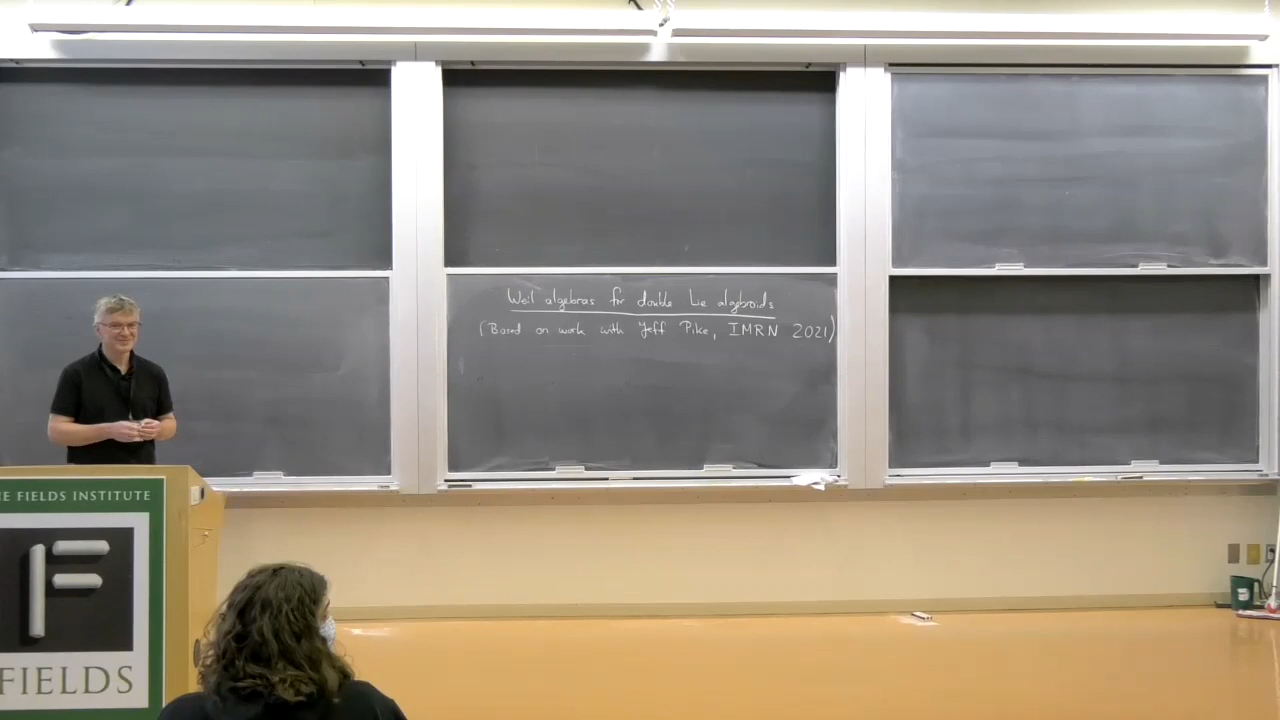 Weil algebras for double Lie algebroids
(Based on work with Jeff Pike, IMRN 2021)
THE FIELDS INSTITUTE
F
FIELDS